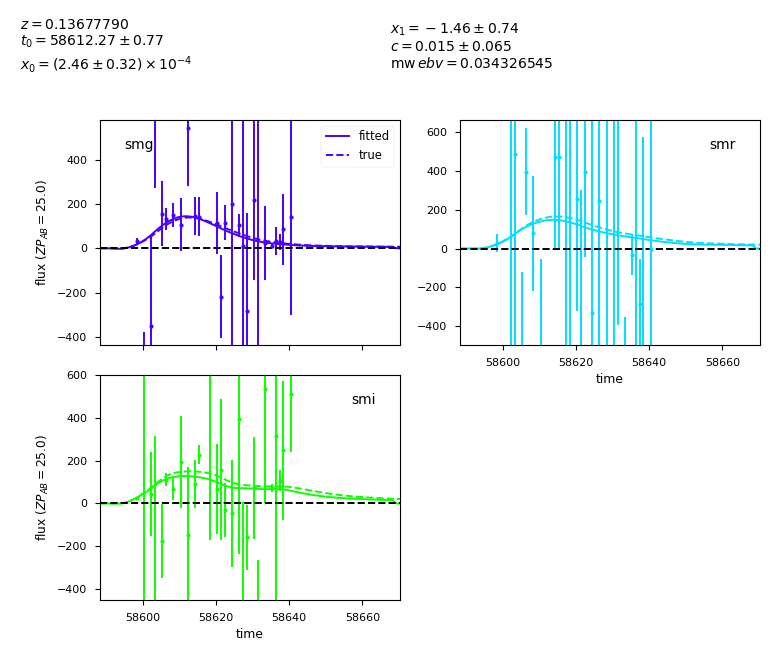 z = 0.13677790
t₀ = 58612.27 ± 0.77
x₀ = (2.46 ± 0.32) × 10⁻⁴
x₁ = −1.46 ± 0.74
c = 0.015 ± 0.065
mw ebv = 0.034326545
smg
fitted
true
400
200
0
−200
−400
flux (ZP_AB = 25.0)
smr
600
400
200
0
−200
−400
58600
58620
58640
58660
time
smi
600
400
200
0
−200
−400
flux (ZP_AB = 25.0)
58600
58620
58640
58660
time